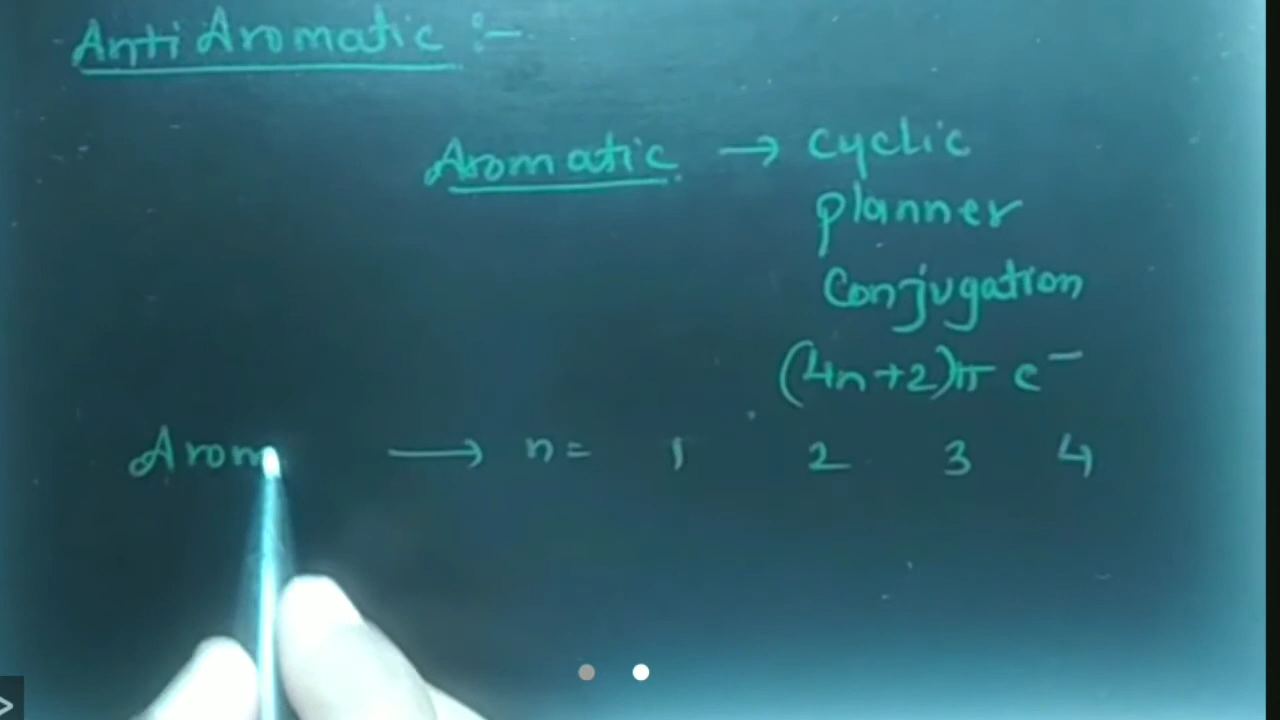 Anti Aromatic :-
Aromatic → cyclic
planner
Conjugation
(4n+2)π e⁻
Arom → n = 1 2 3 4